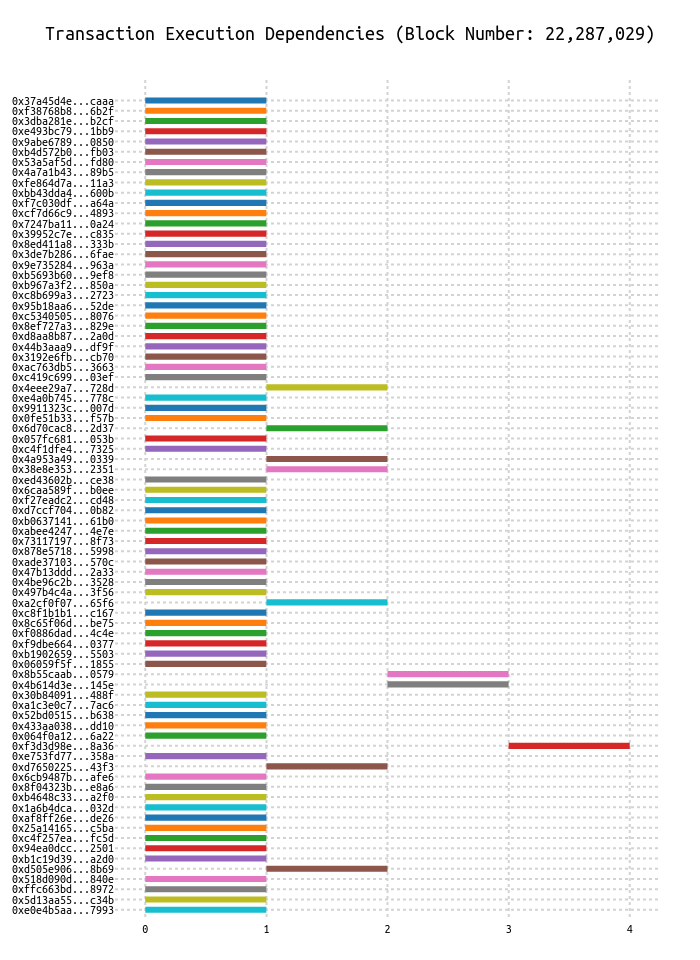 Transaction Execution Dependencies (Block Number: 22,287,029)
0x37a45d4e...caaa
0xf38768b8...6b2f
0x3dba281e...b2cf
0xe493bc79...1bb9
0x9abe6789...0850
0xb4d572b0...fb03
0x53a5af5d...fd80
0x4a7a1b43...89b5
0xfe864d7a...11a3
0xbb43dda4...600b
0xf7c030df...a64a
0xcf7d66c9...4893
0x7247ba11...0a24
0x39952c7e...c835
0x8ed411a8...333b
0x3de7b286...6fae
0x9e735284...963a
0xb5693b60...9ef8
0xb967a3f2...850a
0xc8b699a3...2723
0x95b18aa6...52de
0xc5340505...8076
0x8ef727a3...829e
0xd8aa8b87...2a0d
0x44b3aaa9...df9f
0x3192e6fb...cb70
0xac763db5...3663
0xc419c699...03ef
0x4eee29a7...728d
0xe4a0b745...778c
0x9911323c...007d
0x0fe51b33...f57b
0x6d70cac8...2d37
0x057fc681...053b
0xc4f1dfe4...7325
0x4a953a49...0339
0x38e8e353...2351
0xed43602b...ce38
0x6caa589f...b0ee
0xf27eadc2...cd48
0xd7ccf704...0b82
0xb0637141...61b0
0xabee4247...4e7e
0x73117197...8f73
0x878e5718...5998
0xade37103...570c
0x47b13ddd...2a33
0x4be96c2b...3528
0x497b4c4a...3f56
0xa2cf0f07...65f6
0xc8f1b1b1...c167
0x8c65f06d...be75
0xf0886dad...4c4e
0xf9dbe664...0377
0xb1902659...5503
0x06059f5f...1855
0x8b55caab...0579
0x4b614d3e...145e
0x30b84091...488f
0xa1c3e0c7...7ac6
0x52bd0515...b638
0x433aa038...dd10
0x064f0a12...6a22
0xf3d3d98e...8a36
0xe753fd77...358a
0xd7650225...43f3
0x6cb9487b...afe6
0x8f04323b...e8a6
0xb4648c33...a2f0
0x1a6b4dca...032d
0xaf8ff26e...de26
0x25a14165...c5ba
0xc4f257ea...fc5d
0x94ea0dcc...2501
0xb1c19d39...a2d0
0xd505e906...8b69
0x518d090d...840e
0xffc663bd...8972
0x5d13aa55...c34b
0xe0e4b5aa...7993
0 1 2 3 4